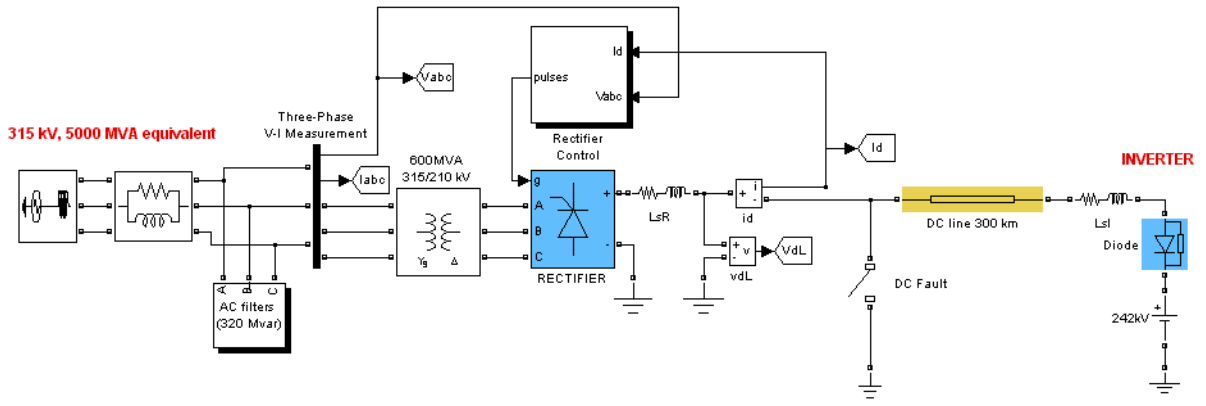 315 kV, 5000 MVA equivalent
Three-Phase
V-I Measurement
Vabc
Iabc
A
B
C
AC filters
(320 Mvar)
600MVA
315/210 kV
Yg
Δ
pulses
Id
Vabc
Rectifier
Control
g
A
B
C
+
-
RECTIFIER
LsR
+
i
-
id
Id
+
v
-
vdL
VdL
DC Fault
DC line 300 km
INVERTER
LsI
Diode
+
242kV